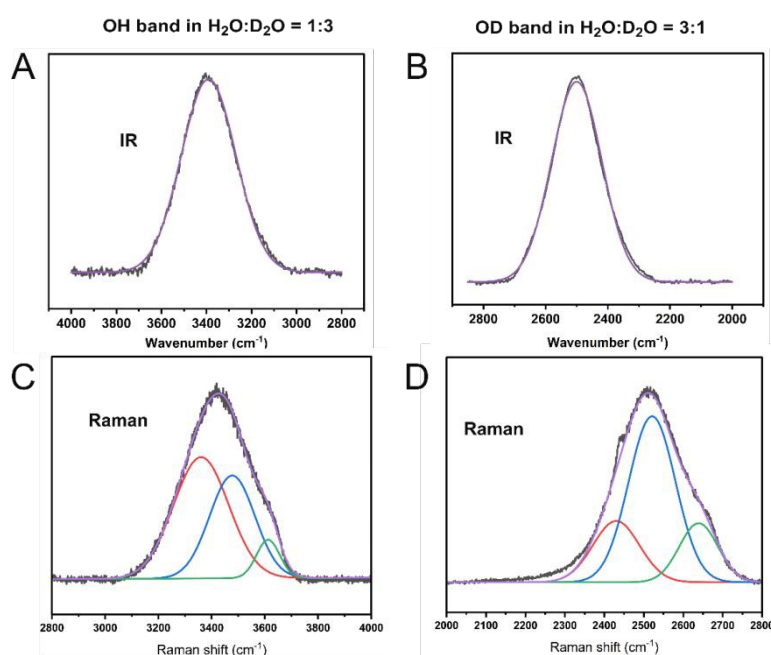 OH band in H₂O:D₂O = 1:3
OD band in H₂O:D₂O = 3:1
A
IR
4000 3800 3600 3400 3200 3000 2800
Wavenumber (cm⁻¹)
B
IR
2800 2600 2400 2200 2000
Wavenumber (cm⁻¹)
C
Raman
2800 3000 3200 3400 3600 3800 4000
Raman shift (cm⁻¹)
D
Raman
2000 2100 2200 2300 2400 2500 2600 2700 2800
Raman shift (cm⁻¹)